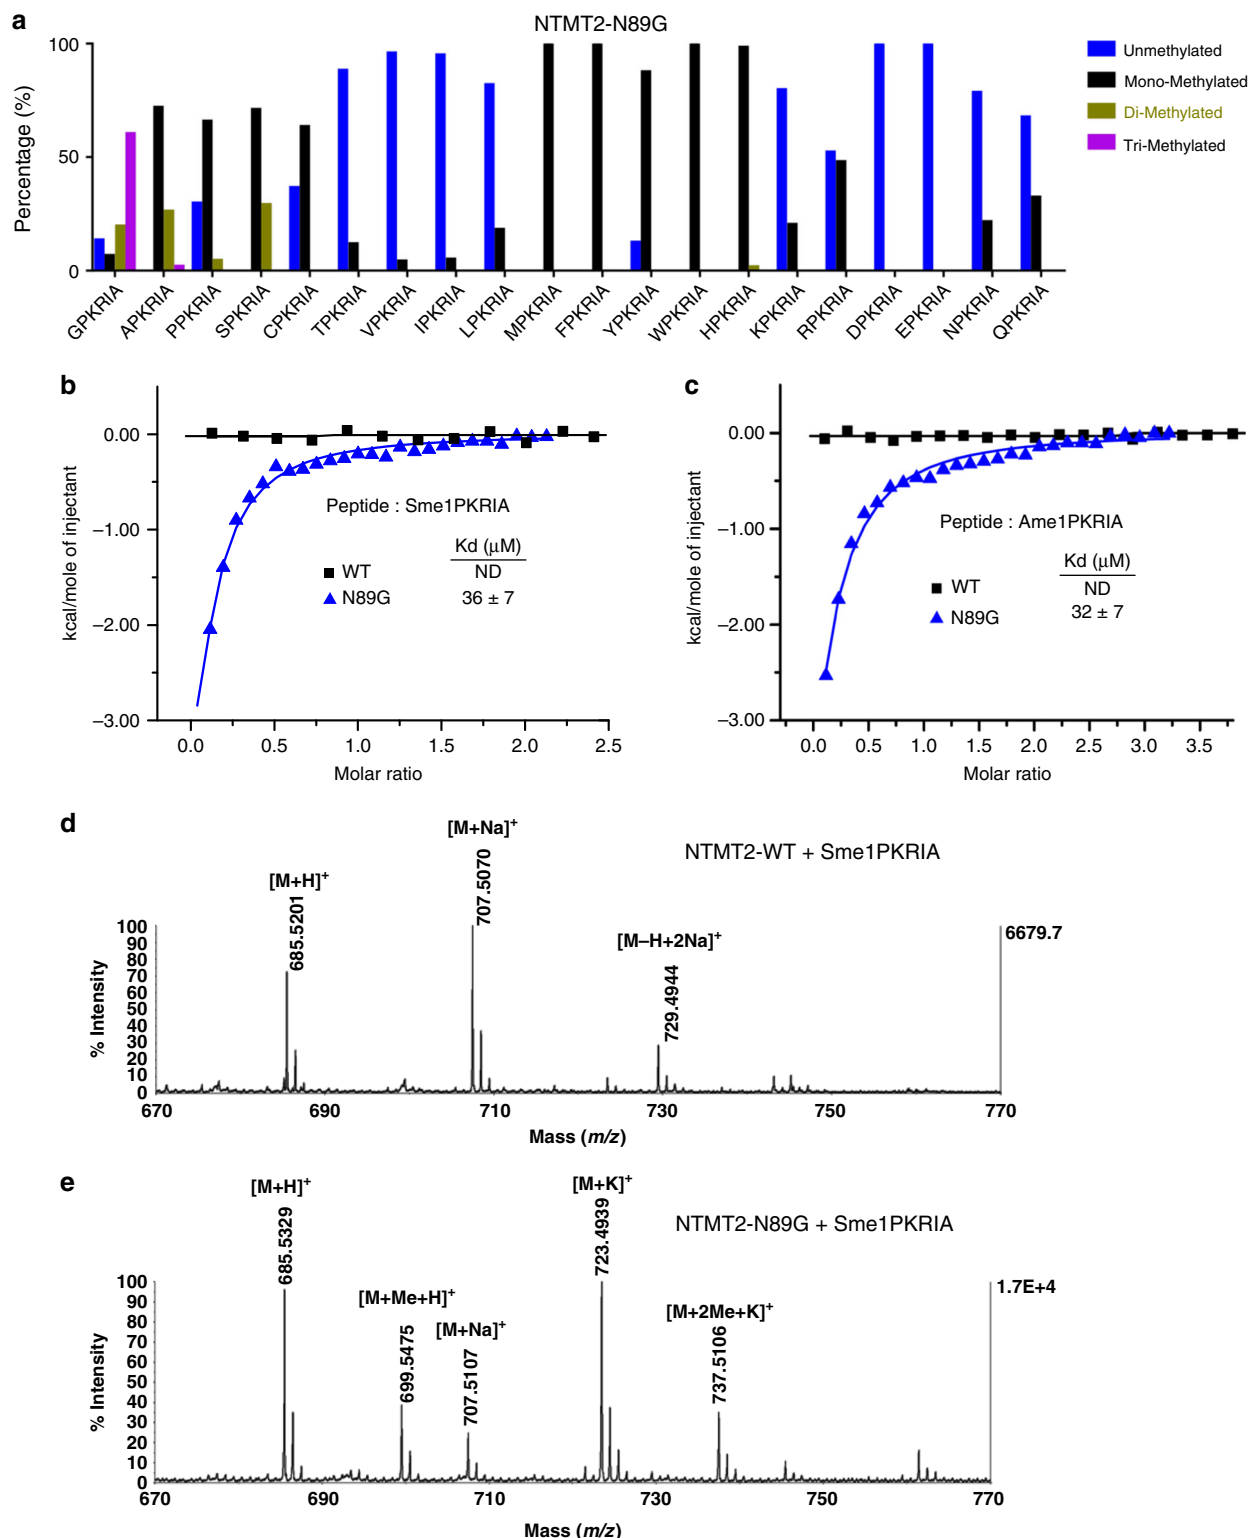 a
NTMT2-N89G
Percentage (%)
100
50
0
Unmethylated
Mono-Methylated
Di-Methylated
Tri-Methylated
GPKRIA
APKRIA
PPKRIA
SPKRIA
CPKRIA
TPKRIA
VPKRIA
IPKRIA
LPKRIA
MPKRIA
FPKRIA
YPKRIA
WPKRIA
HPKRIA
KPKRIA
RPKRIA
DPKRIA
EPKRIA
NPKRIA
QPKRIA
b
kcal/mole of injectant
0.00
–1.00
–2.00
–3.00
Peptide : Sme1PKRIA
Kd (μM)
WT ND
N89G 36 ± 7
0.0 0.5 1.0 1.5 2.0 2.5
Molar ratio
c
kcal/mole of injectant
0.00
–1.00
–2.00
–3.00
Peptide : Ame1PKRIA
Kd (μM)
WT ND
N89G 32 ± 7
0.0 0.5 1.0 1.5 2.0 2.5 3.0 3.5
Molar ratio
d
NTMT2-WT + Sme1PKRIA
[M+H]+
685.5201
[M+Na]+
707.5070
[M–H+2Na]+
729.4944
6679.7
% Intensity
100
90
80
70
60
50
40
30
20
10
0
670 690 710 730 750 770
Mass (m/z)
e
NTMT2-N89G + Sme1PKRIA
[M+H]+
685.5329
[M+Me+H]+
699.5475
[M+Na]+
707.5107
[M+K]+
723.4939
[M+2Me+K]+
737.5106
1.7E+4
% Intensity
100
90
80
70
60
50
40
30
20
10
0
670 690 710 730 750 770
Mass (m/z)